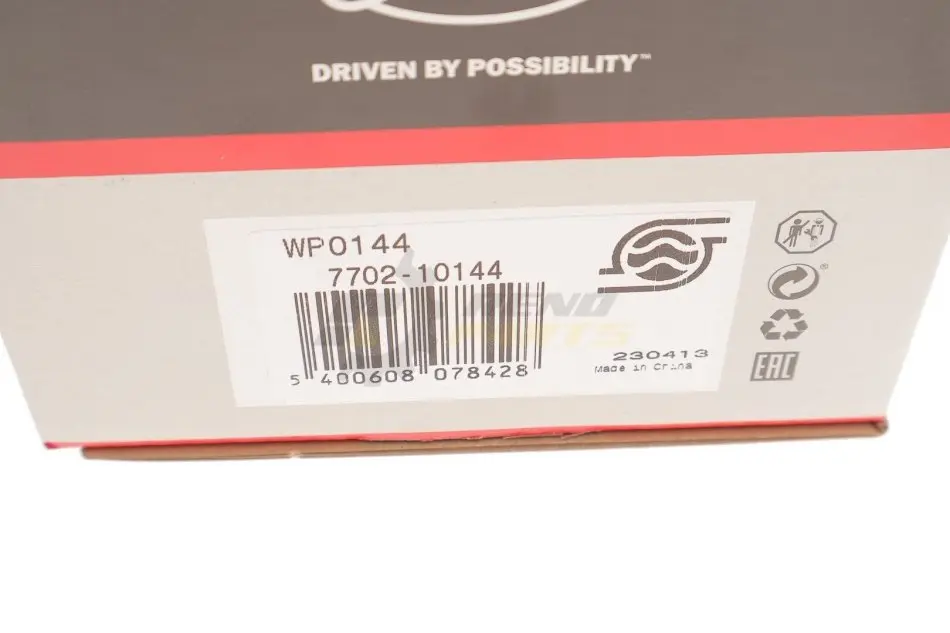 DRIVEN BY POSSIBILITY™
WP0144
7702-10144
5 400608 078428
230413
Made in China
®
EAC